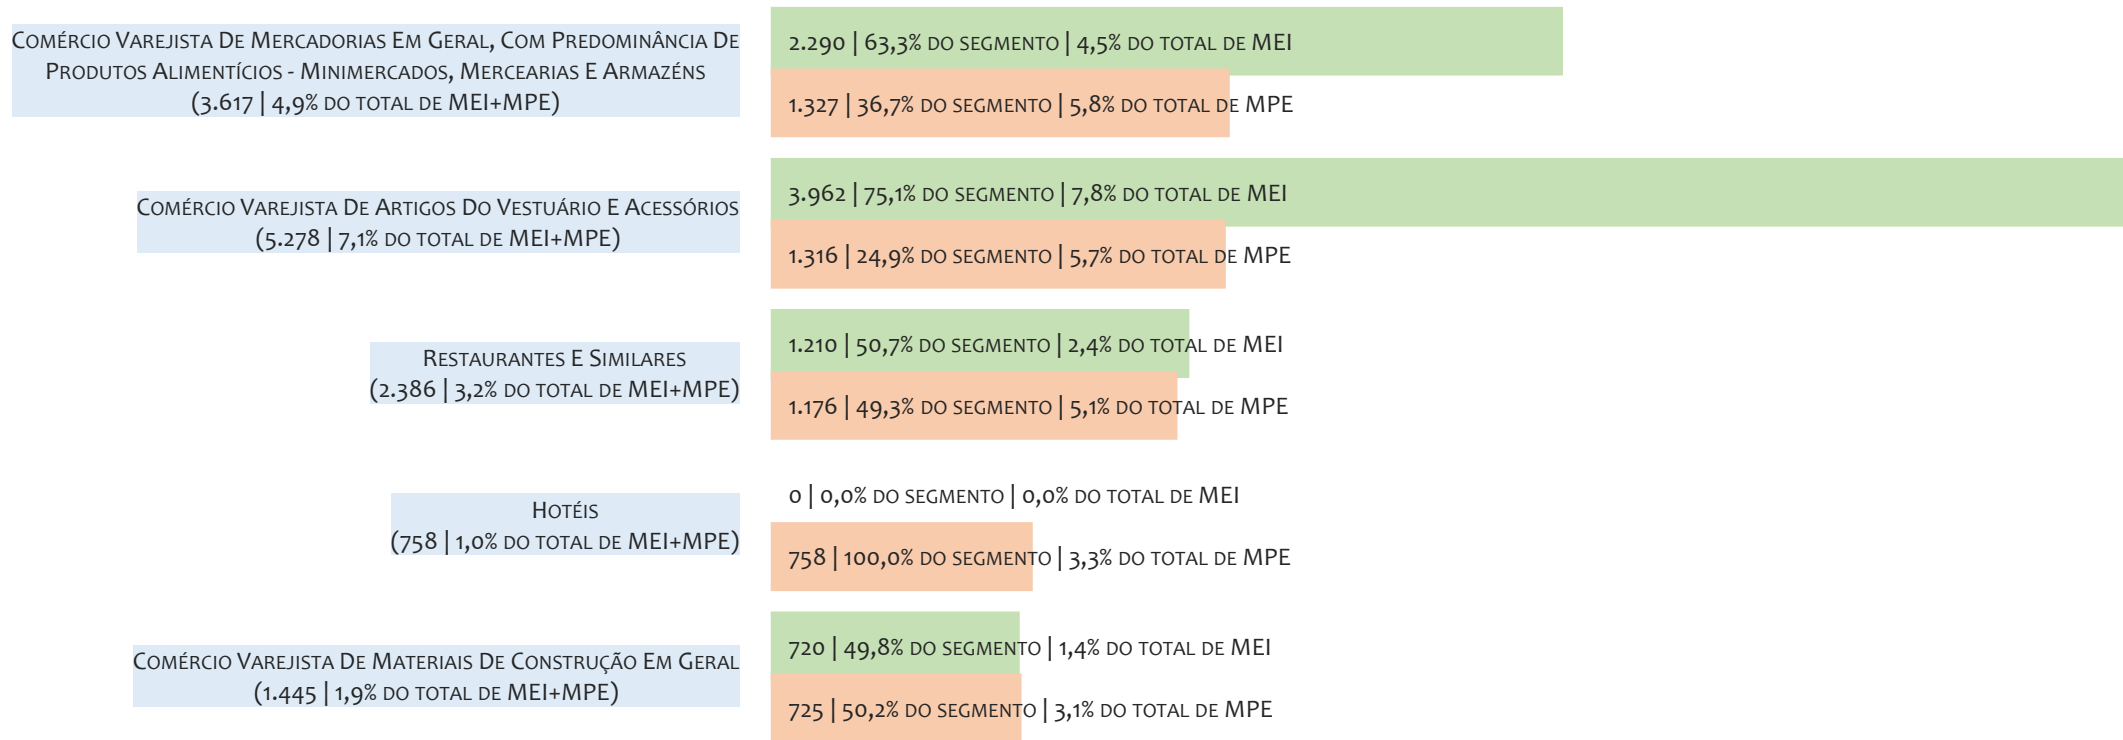 Comércio Varejista De Mercadorias Em Geral, Com Predominância De
Produtos Alimentícios - Minimercados, Mercearias E Armazéns
(3.617 | 4,9% do total de MEI+MPE)
2.290 | 63,3% do segmento | 4,5% do total de MEI
1.327 | 36,7% do segmento | 5,8% do total de MPE
Comércio Varejista De Artigos Do Vestuário E Acessórios
(5.278 | 7,1% do total de MEI+MPE)
3.962 | 75,1% do segmento | 7,8% do total de MEI
1.316 | 24,9% do segmento | 5,7% do total de MPE
Restaurantes E Similares
(2.386 | 3,2% do total de MEI+MPE)
1.210 | 50,7% do segmento | 2,4% do total de MEI
1.176 | 49,3% do segmento | 5,1% do total de MPE
Hotéis
(758 | 1,0% do total de MEI+MPE)
0 | 0,0% do segmento | 0,0% do total de MEI
758 | 100,0% do segmento | 3,3% do total de MPE
Comércio Varejista De Materiais De Construção Em Geral
(1.445 | 1,9% do total de MEI+MPE)
720 | 49,8% do segmento | 1,4% do total de MEI
725 | 50,2% do segmento | 3,1% do total de MPE